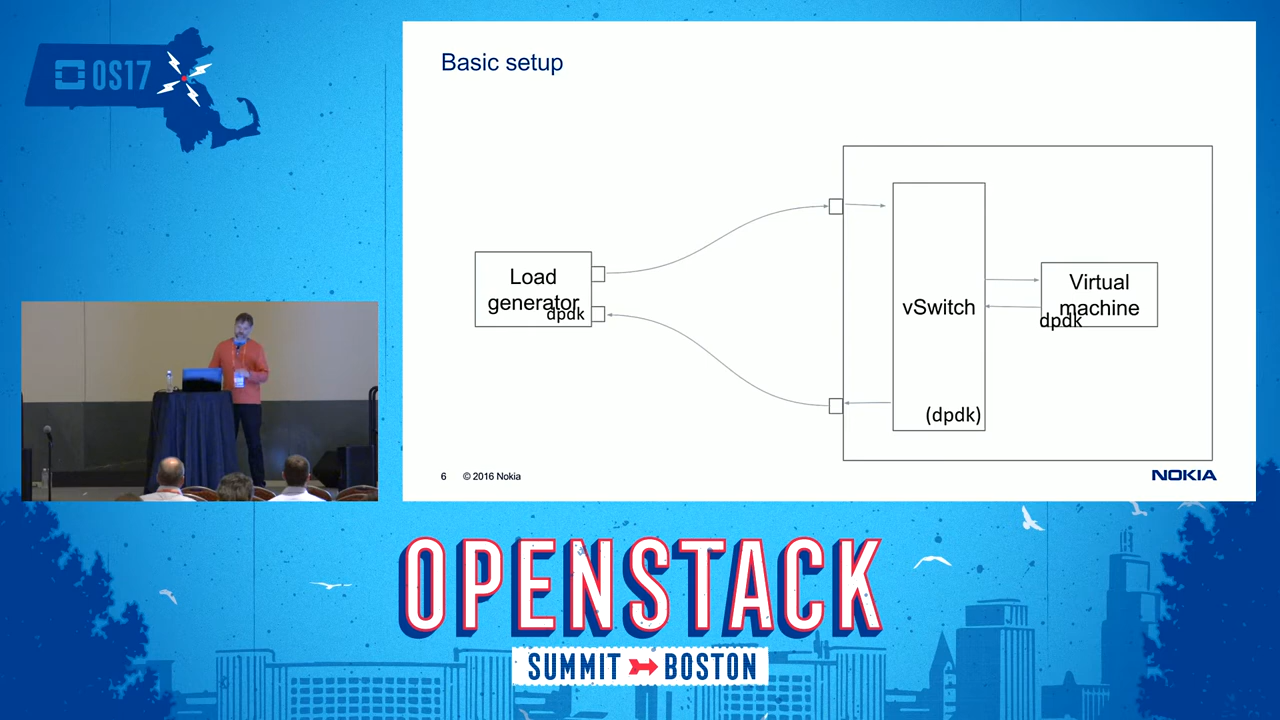 OS17
Basic setup
Load
generator
dpdk
vSwitch
(dpdk)
Virtual
machine
dpdk
6 © 2016 Nokia
NOKIA
OPENSTACK
SUMMIT BOSTON